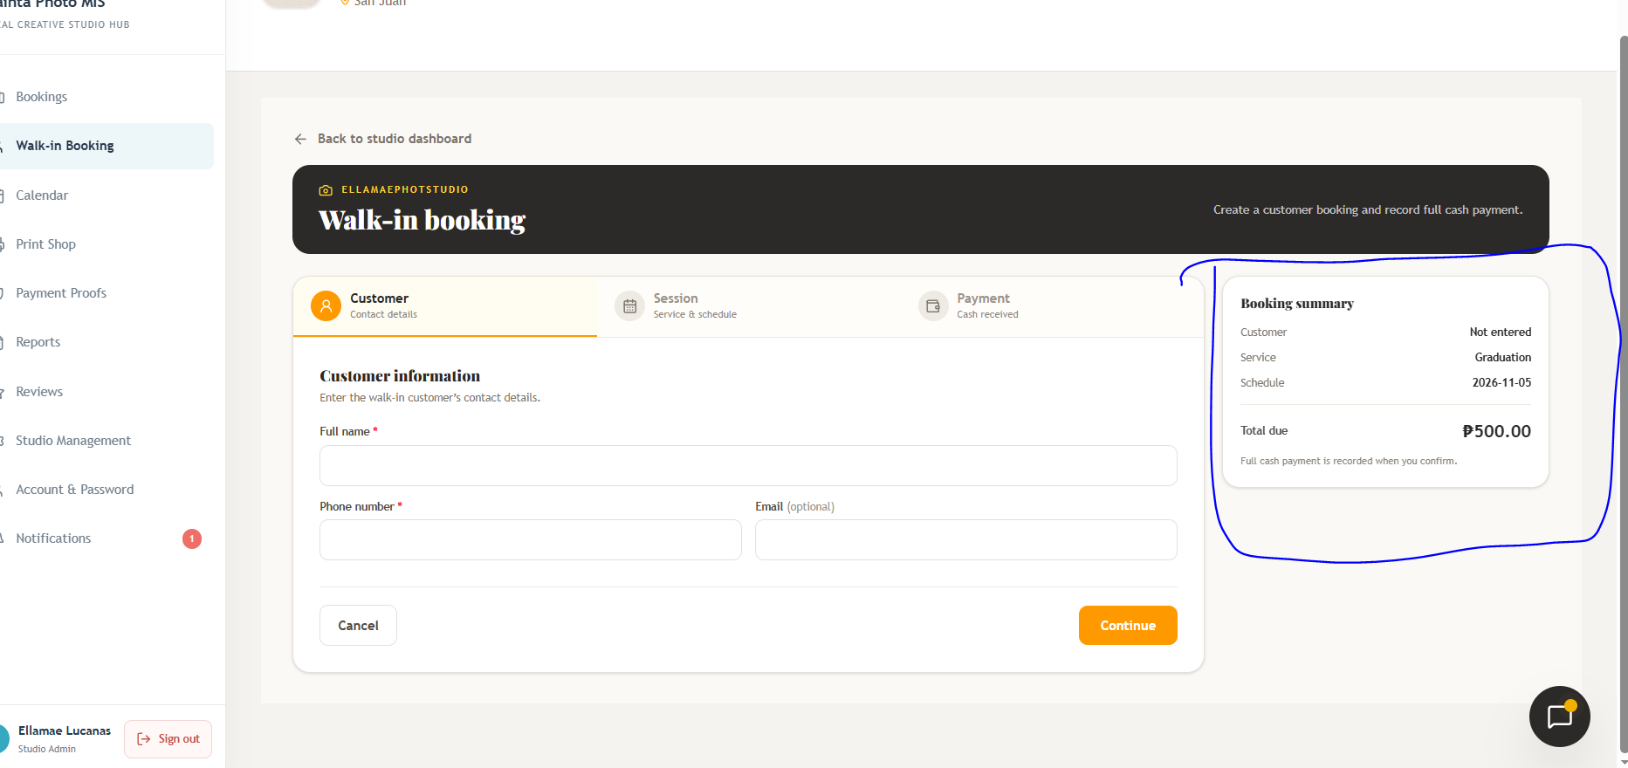 Photo MIS
CREATIVE STUDIO HUB
Bookings
Walk-in Booking
Calendar
Print Shop
Payment Proofs
Reports
Reviews
Studio Management
Account & Password
Notifications
1
Ellamae Lucanas
Studio Admin
Sign out
San Juan
Back to studio dashboard
ELLAMAEPHOTSTUDIO
Walk-in booking
Create a customer booking and record full cash payment.
Customer
Contact details
Session
Service & schedule
Payment
Cash received
Customer information
Enter the walk-in customer's contact details.
Full name *
Phone number *
Email (optional)
Cancel
Continue
Booking summary
Customer Not entered
Service Graduation
Schedule 2026-11-05
Total due ₱500.00
Full cash payment is recorded when you confirm.